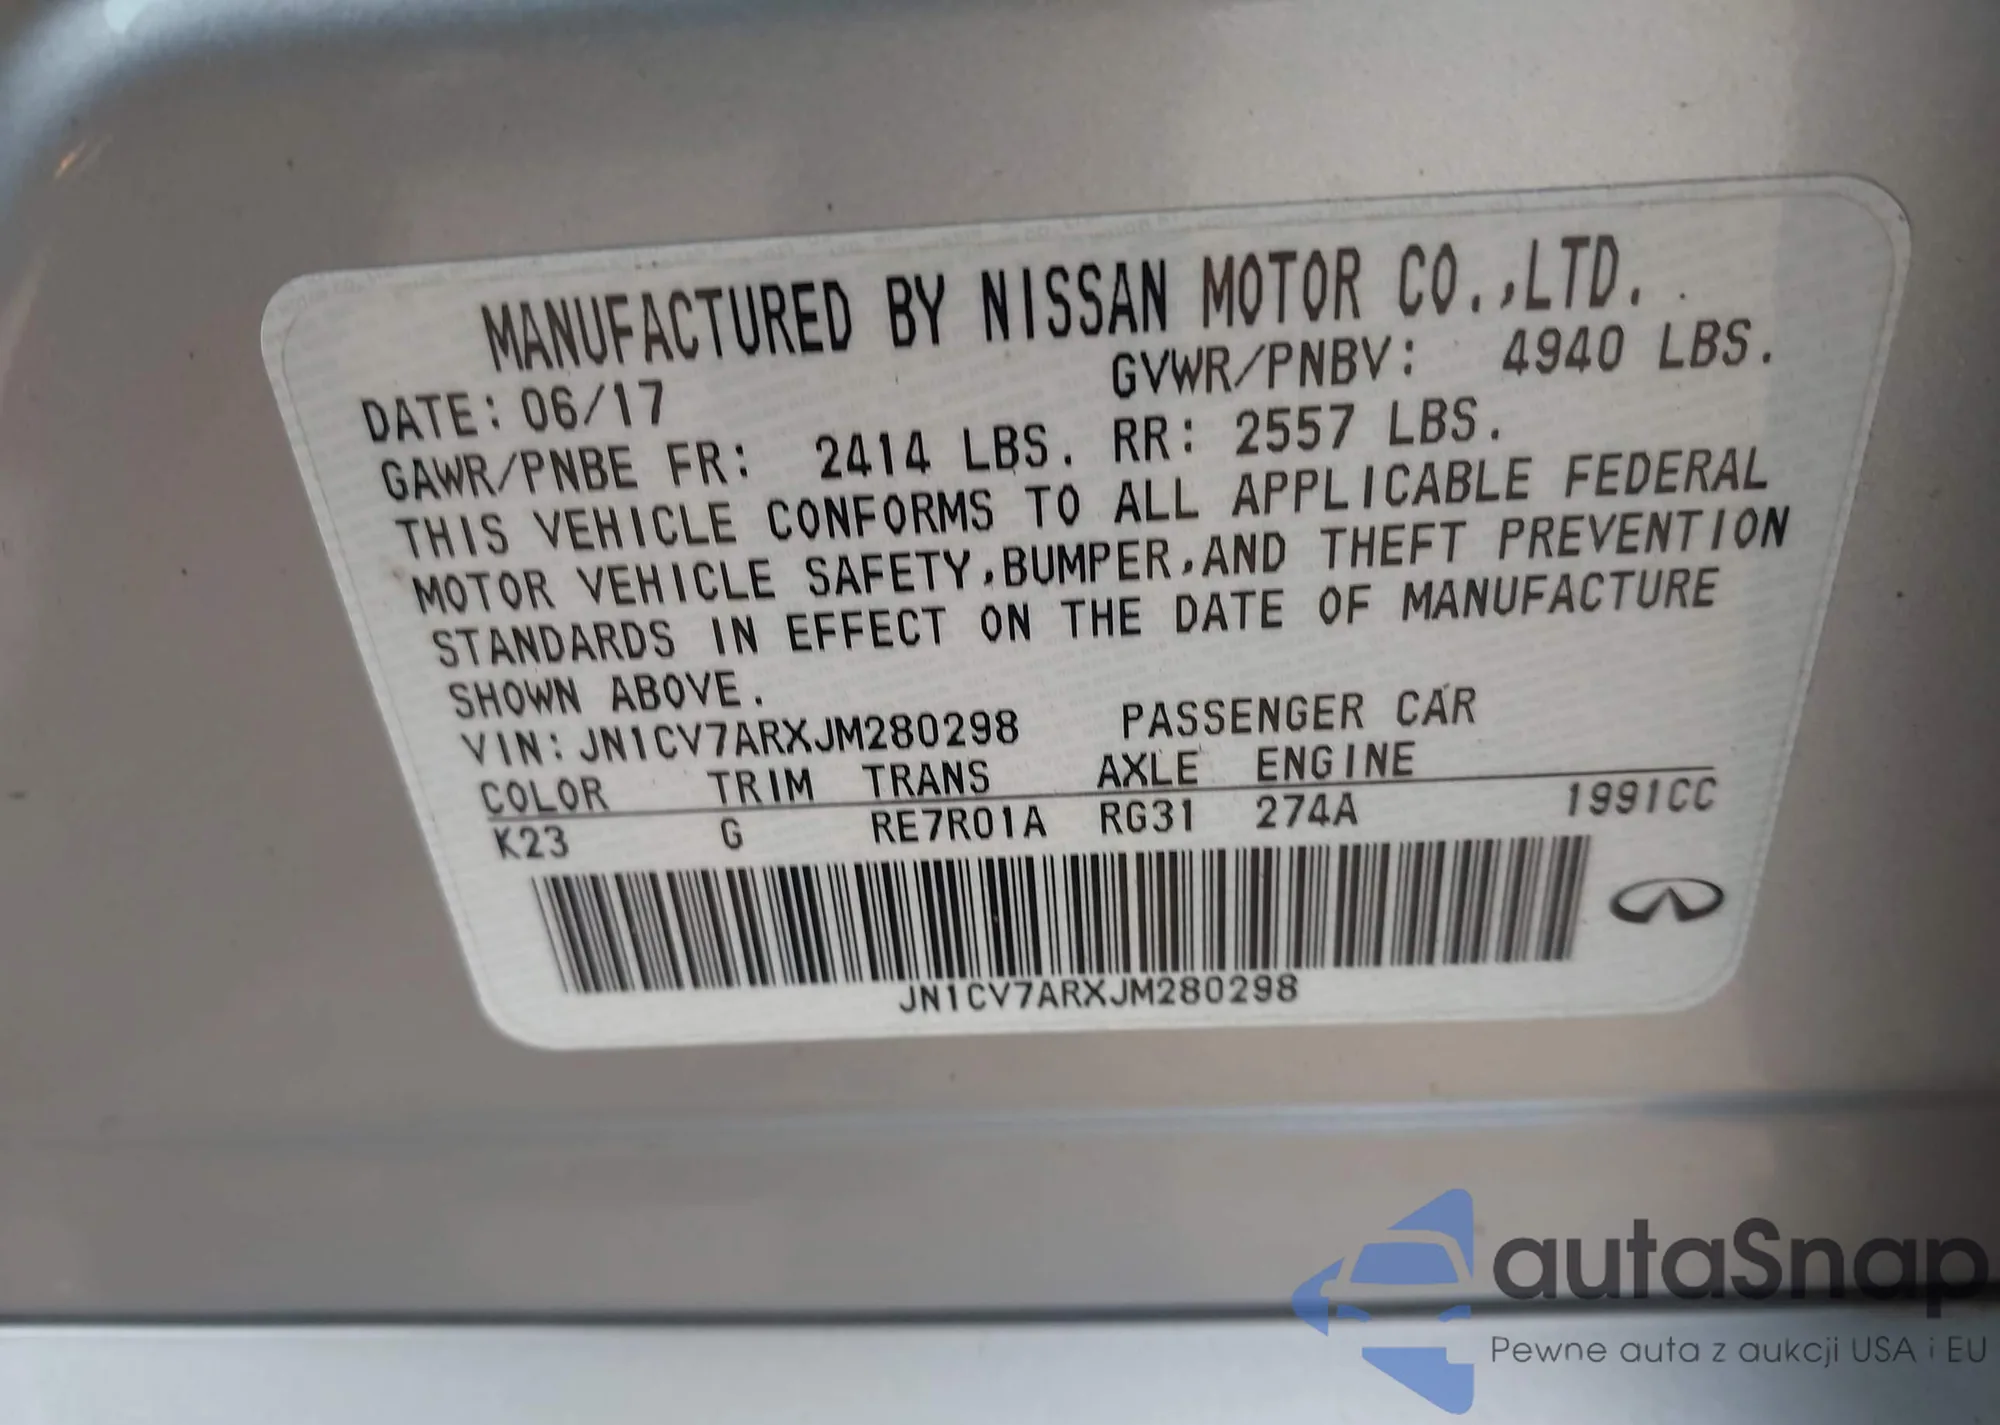 MANUFACTURED BY NISSAN MOTOR CO.,LTD.
DATE: 06/17 GVWR/PNBV: 4940 LBS.
GAWR/PNBE FR: 2414 LBS. RR: 2557 LBS.
THIS VEHICLE CONFORMS TO ALL APPLICABLE FEDERAL
MOTOR VEHICLE SAFETY,BUMPER,AND THEFT PREVENTION
STANDARDS IN EFFECT ON THE DATE OF MANUFACTURE
SHOWN ABOVE.
VIN: JN1CV7ARXJM280298 PASSENGER CAR
COLOR TRIM TRANS AXLE ENGINE
K23 G RE7R01A RG31 274A 1991CC
JN1CV7ARXJM280298
autaSnap
Pewne auta z aukcji USA i EU